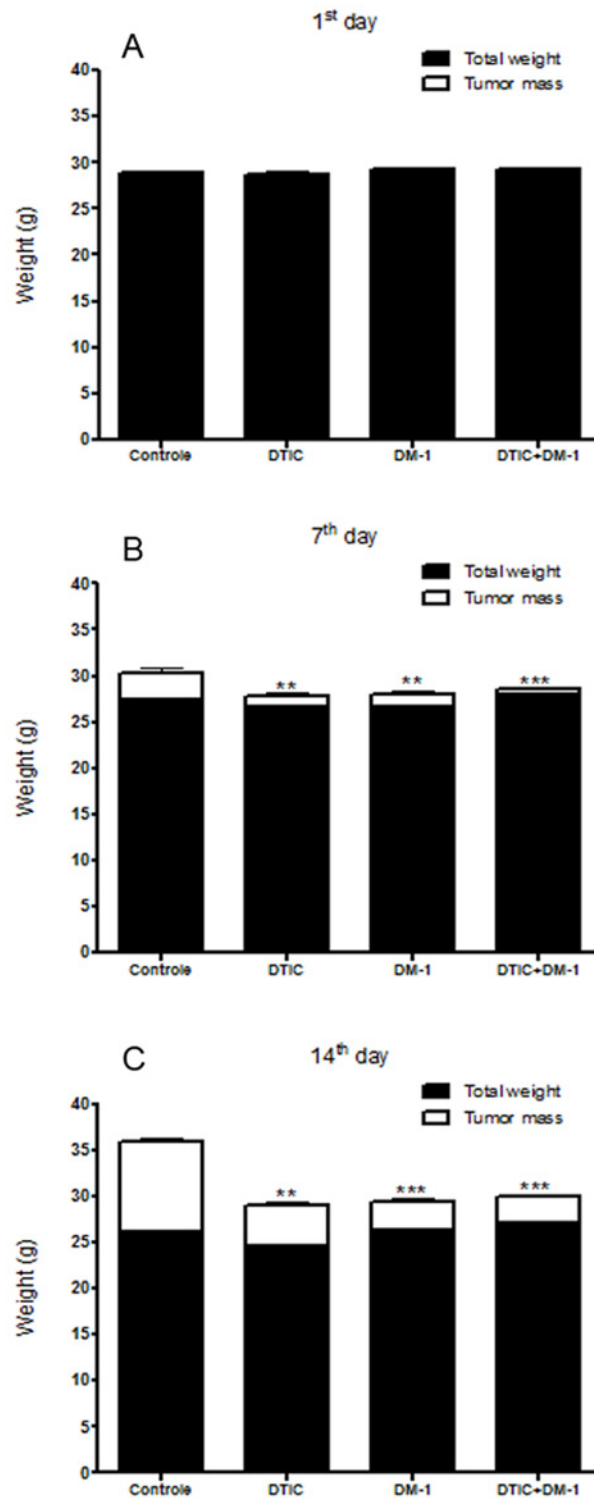 A
1st day
Total weight
Tumor mass
Weight (g)
40
35
30
25
20
15
10
5
0
Controle DTIC DM-1 DTIC+DM-1
B
7th day
Total weight
Tumor mass
Weight (g)
40
35
30
25
20
15
10
5
0
** ** ***
Controle DTIC DM-1 DTIC+DM-1
C
14th day
Total weight
Tumor mass
Weight (g)
40
35
30
25
20
15
10
5
0
** *** ***
Controle DTIC DM-1 DTIC+DM-1